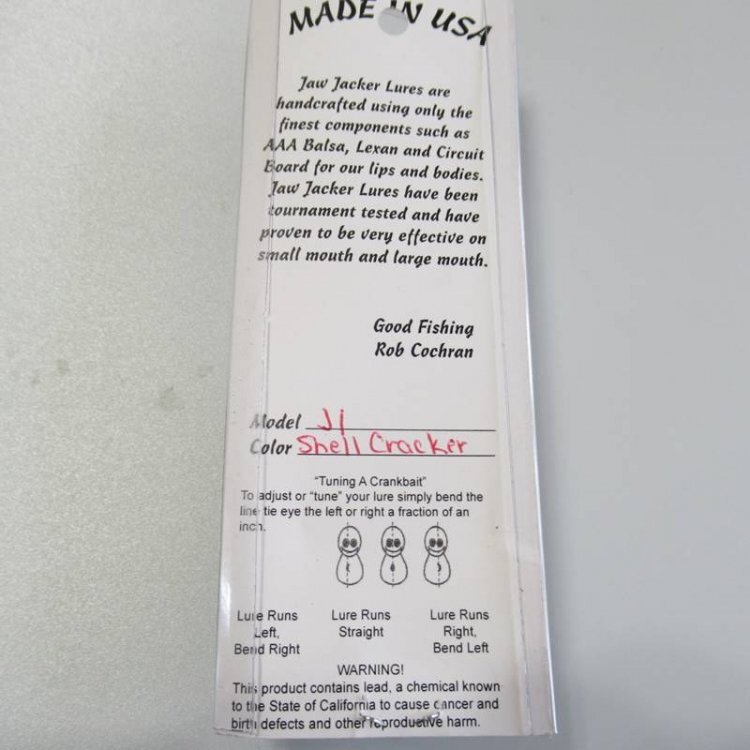 MADE IN USA
Jaw Jacker Lures are
handcrafted using only the
finest components such as
AAA Balsa, Lexan and Circuit
Board for our lips and bodies.
Jaw Jacker Lures have been
tournament tested and have
proven to be very effective on
small mouth and large mouth.
Good Fishing
Rob Cochran
Model J1
Color Shell Cracker
"Tuning A Crankbait"
To adjust or "tune" your lure simply bend the
line tie eye the left or right a fraction of an
inch.
Lure Runs Left, Bend Right
Lure Runs Straight
Lure Runs Right, Bend Left
WARNING!
This product contains lead, a chemical known
to the State of California to cause cancer and
birth defects and other reproductive harm.